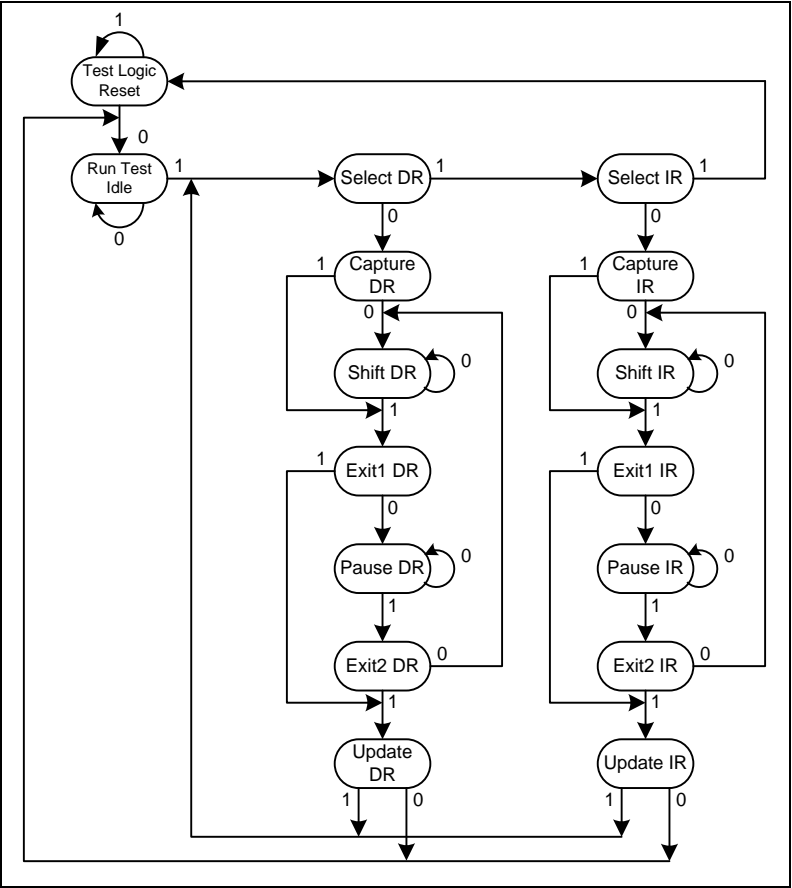 1
Test Logic
Reset
0
Run Test
Idle
1
0
Select DR
1
0
Select IR
1
0
Capture
DR
1
0
Capture
IR
1
0
Shift DR
0
1
Shift IR
0
1
Exit1 DR
1
0
Exit1 IR
1
0
Pause DR
0
1
Pause IR
0
1
Exit2 DR
0
1
Exit2 IR
0
1
Update
DR
1
0
Update IR
1
0